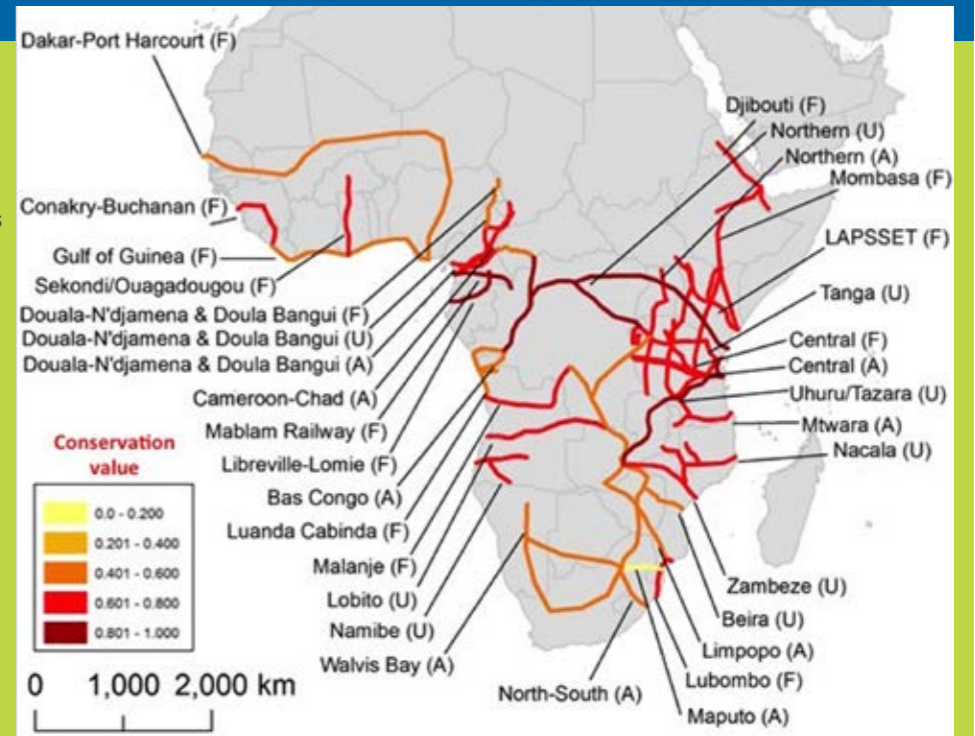 Dakar-Port Harcourt (F)
Djibouti (F)
Northern (U)
Northern (A)
Mombasa (F)
s
Conakry-Buchanan (F)
LAPSSET (F)
Gulf of Guinea (F)
Sekondi/Ouagadougou (F)
Tanga (U)
Douala-N'djamena & Doula Bangui (F)
Douala-N'djamena & Doula Bangui (U)
Central (F)
Douala-N'djamena & Doula Bangui (A)
Central (A)
Uhuru/Tazara (U)
Cameroon-Chad (A)
Mtwara (A)
Mablam Railway (F)
Nacala (U)
Libreville-Lomie (F)
Bas Congo (A)
Luanda Cabinda (F)
Malanje (F)
Lobito (U)
Namibe (U)
Walvis Bay (A)
Zambeze (U)
Beira (U)
Limpopo (A)
Lubombo (F)
North-South (A)
Maputo (A)
Conservation
value
0.0 - 0.200
0.201 - 0.400
0.401 - 0.600
0.601 - 0.800
0.801 - 1.000
0 1,000 2,000 km